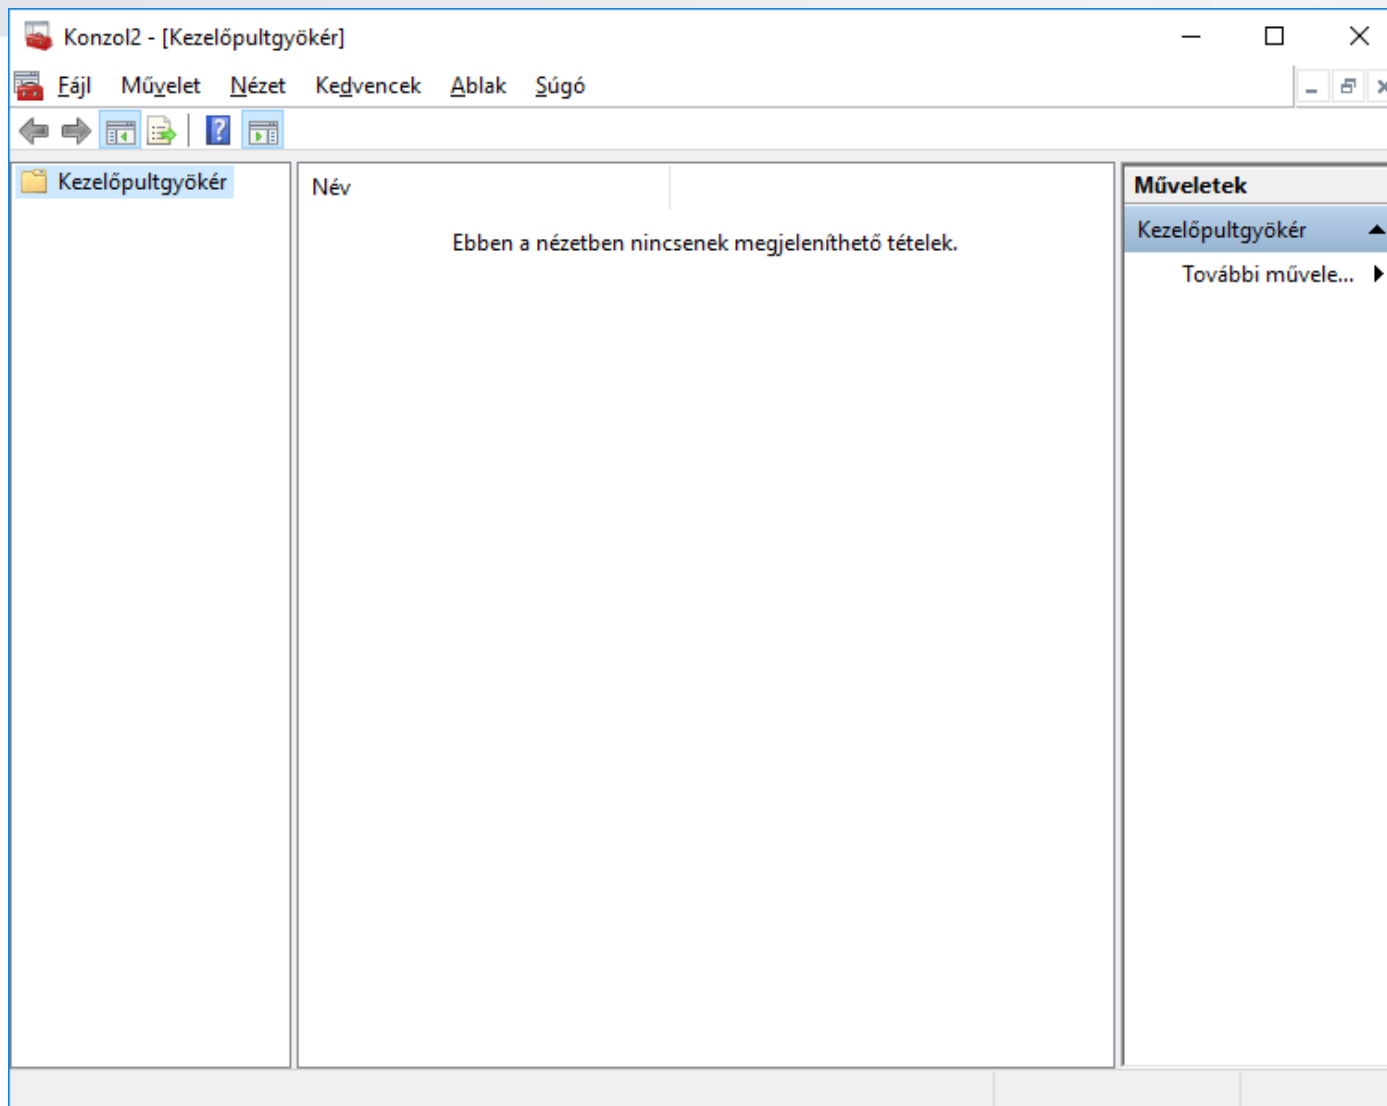 Konzol2 - [Kezelőpultgyökér]
Fájl Művelet Nézet Kedvencek Ablak Súgó
Kezelőpultgyökér
Név
Ebben a nézetben nincsenek megjeleníthető tételek.
Műveletek
Kezelőpultgyökér
További művele...